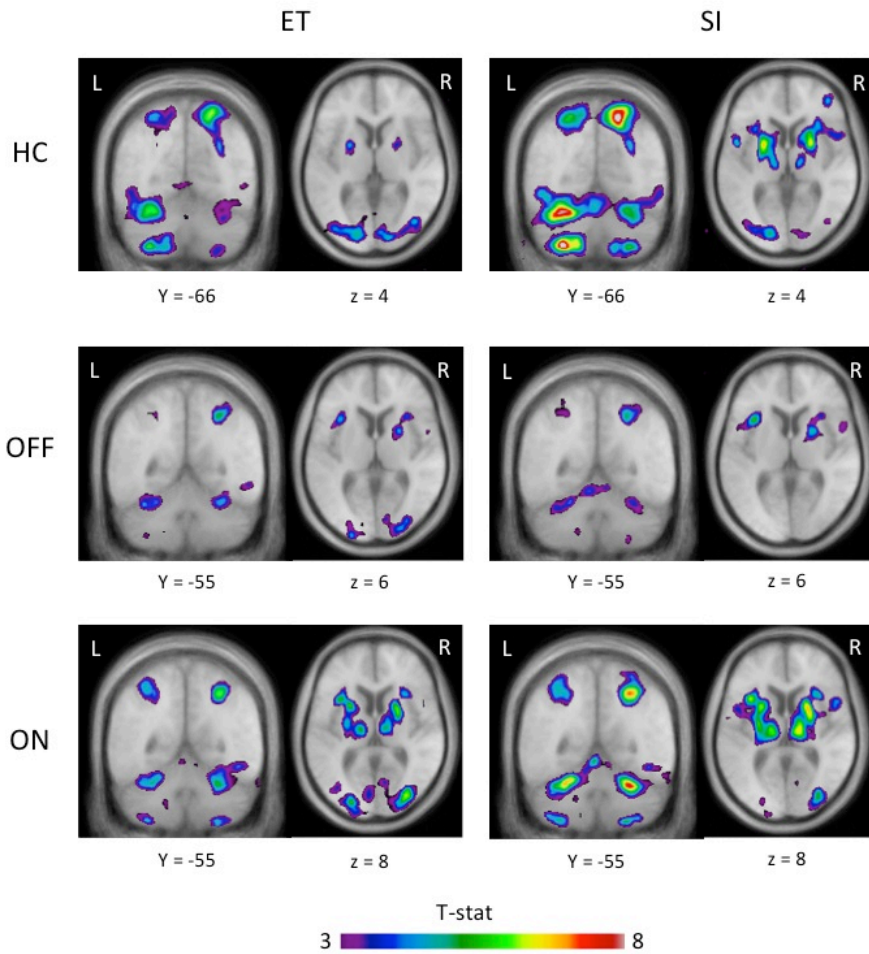 ET SI
HC
L R L R
Y = -66 z = 4 Y = -66 z = 4
OFF
L R L R
Y = -55 z = 6 Y = -55 z = 6
ON
L R L R
Y = -55 z = 8 Y = -55 z = 8
T-stat
3 8